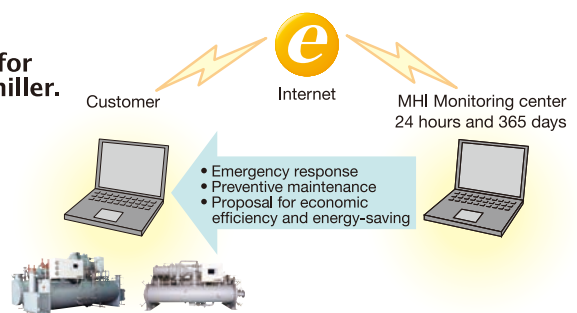 for
hiller.
e
Internet
Customer
MHI Monitoring center
24 hours and 365 days
• Emergency response
• Preventive maintenance
• Proposal for economic
efficiency and energy-saving